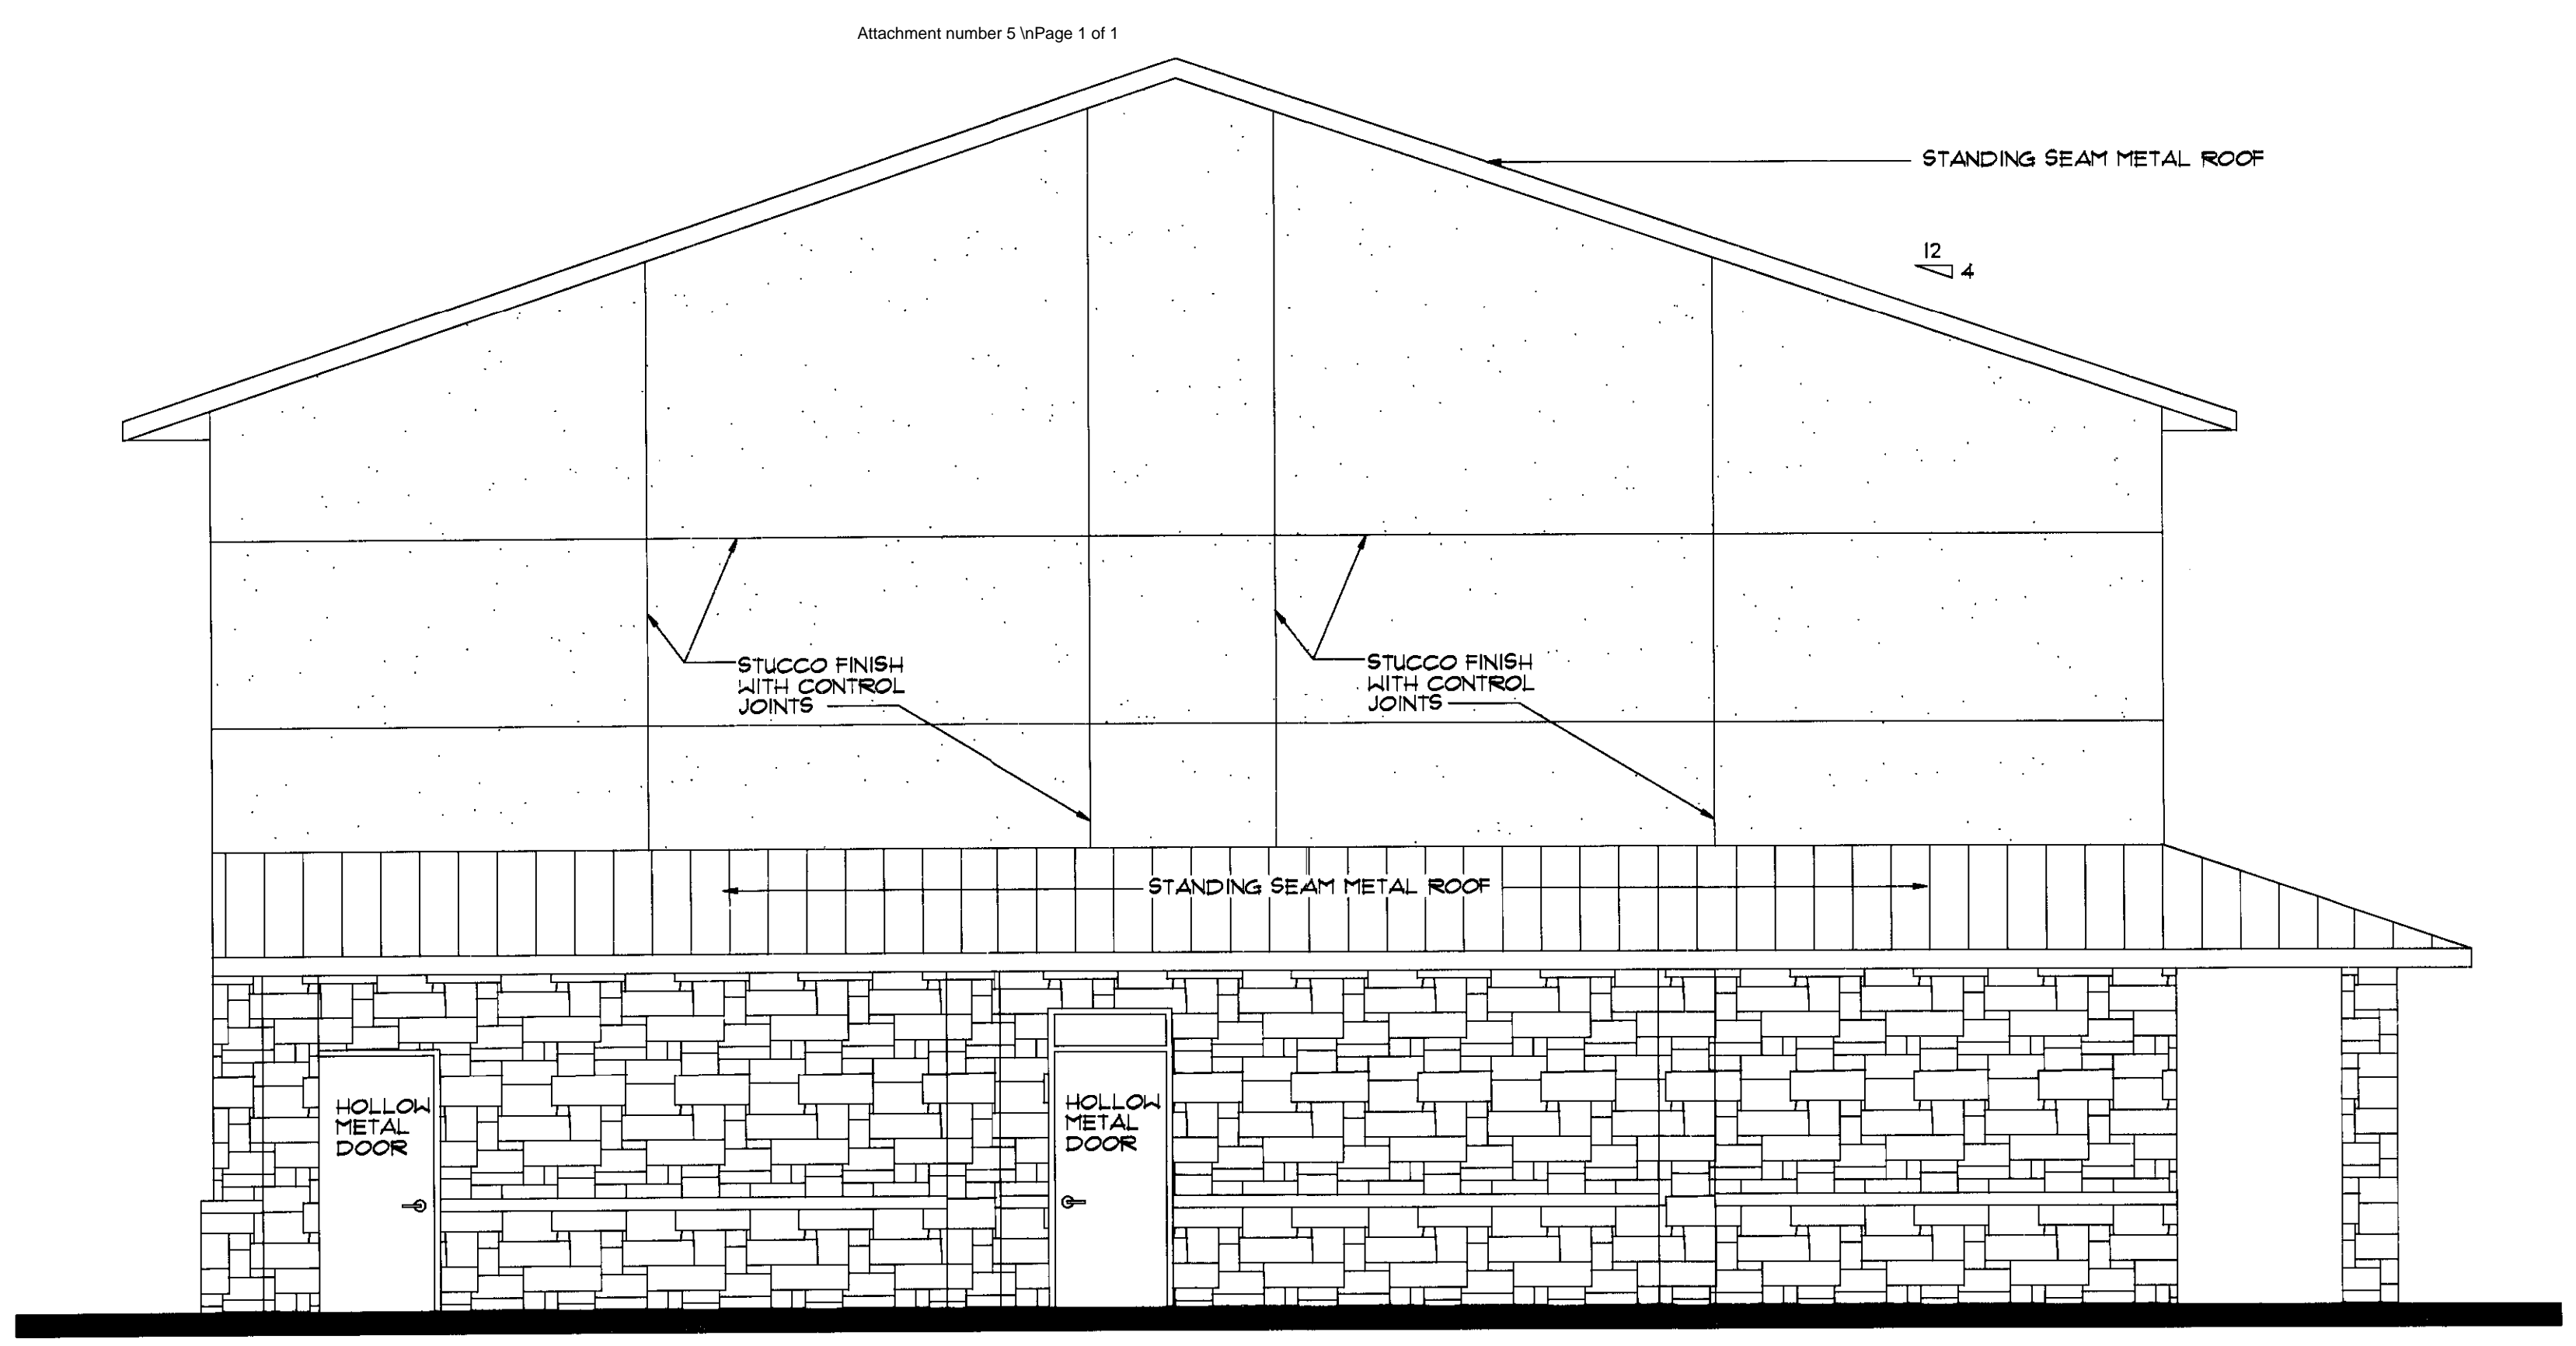 Attachment number 5 \nPage 1 of 1
STANDING SEAM METAL ROOF
12
4
STUCCO FINISH
WITH CONTROL
JOINTS
STUCCO FINISH
WITH CONTROL
JOINTS
STANDING SEAM METAL ROOF
HOLLOW
METAL
DOOR
HOLLOW
METAL
DOOR